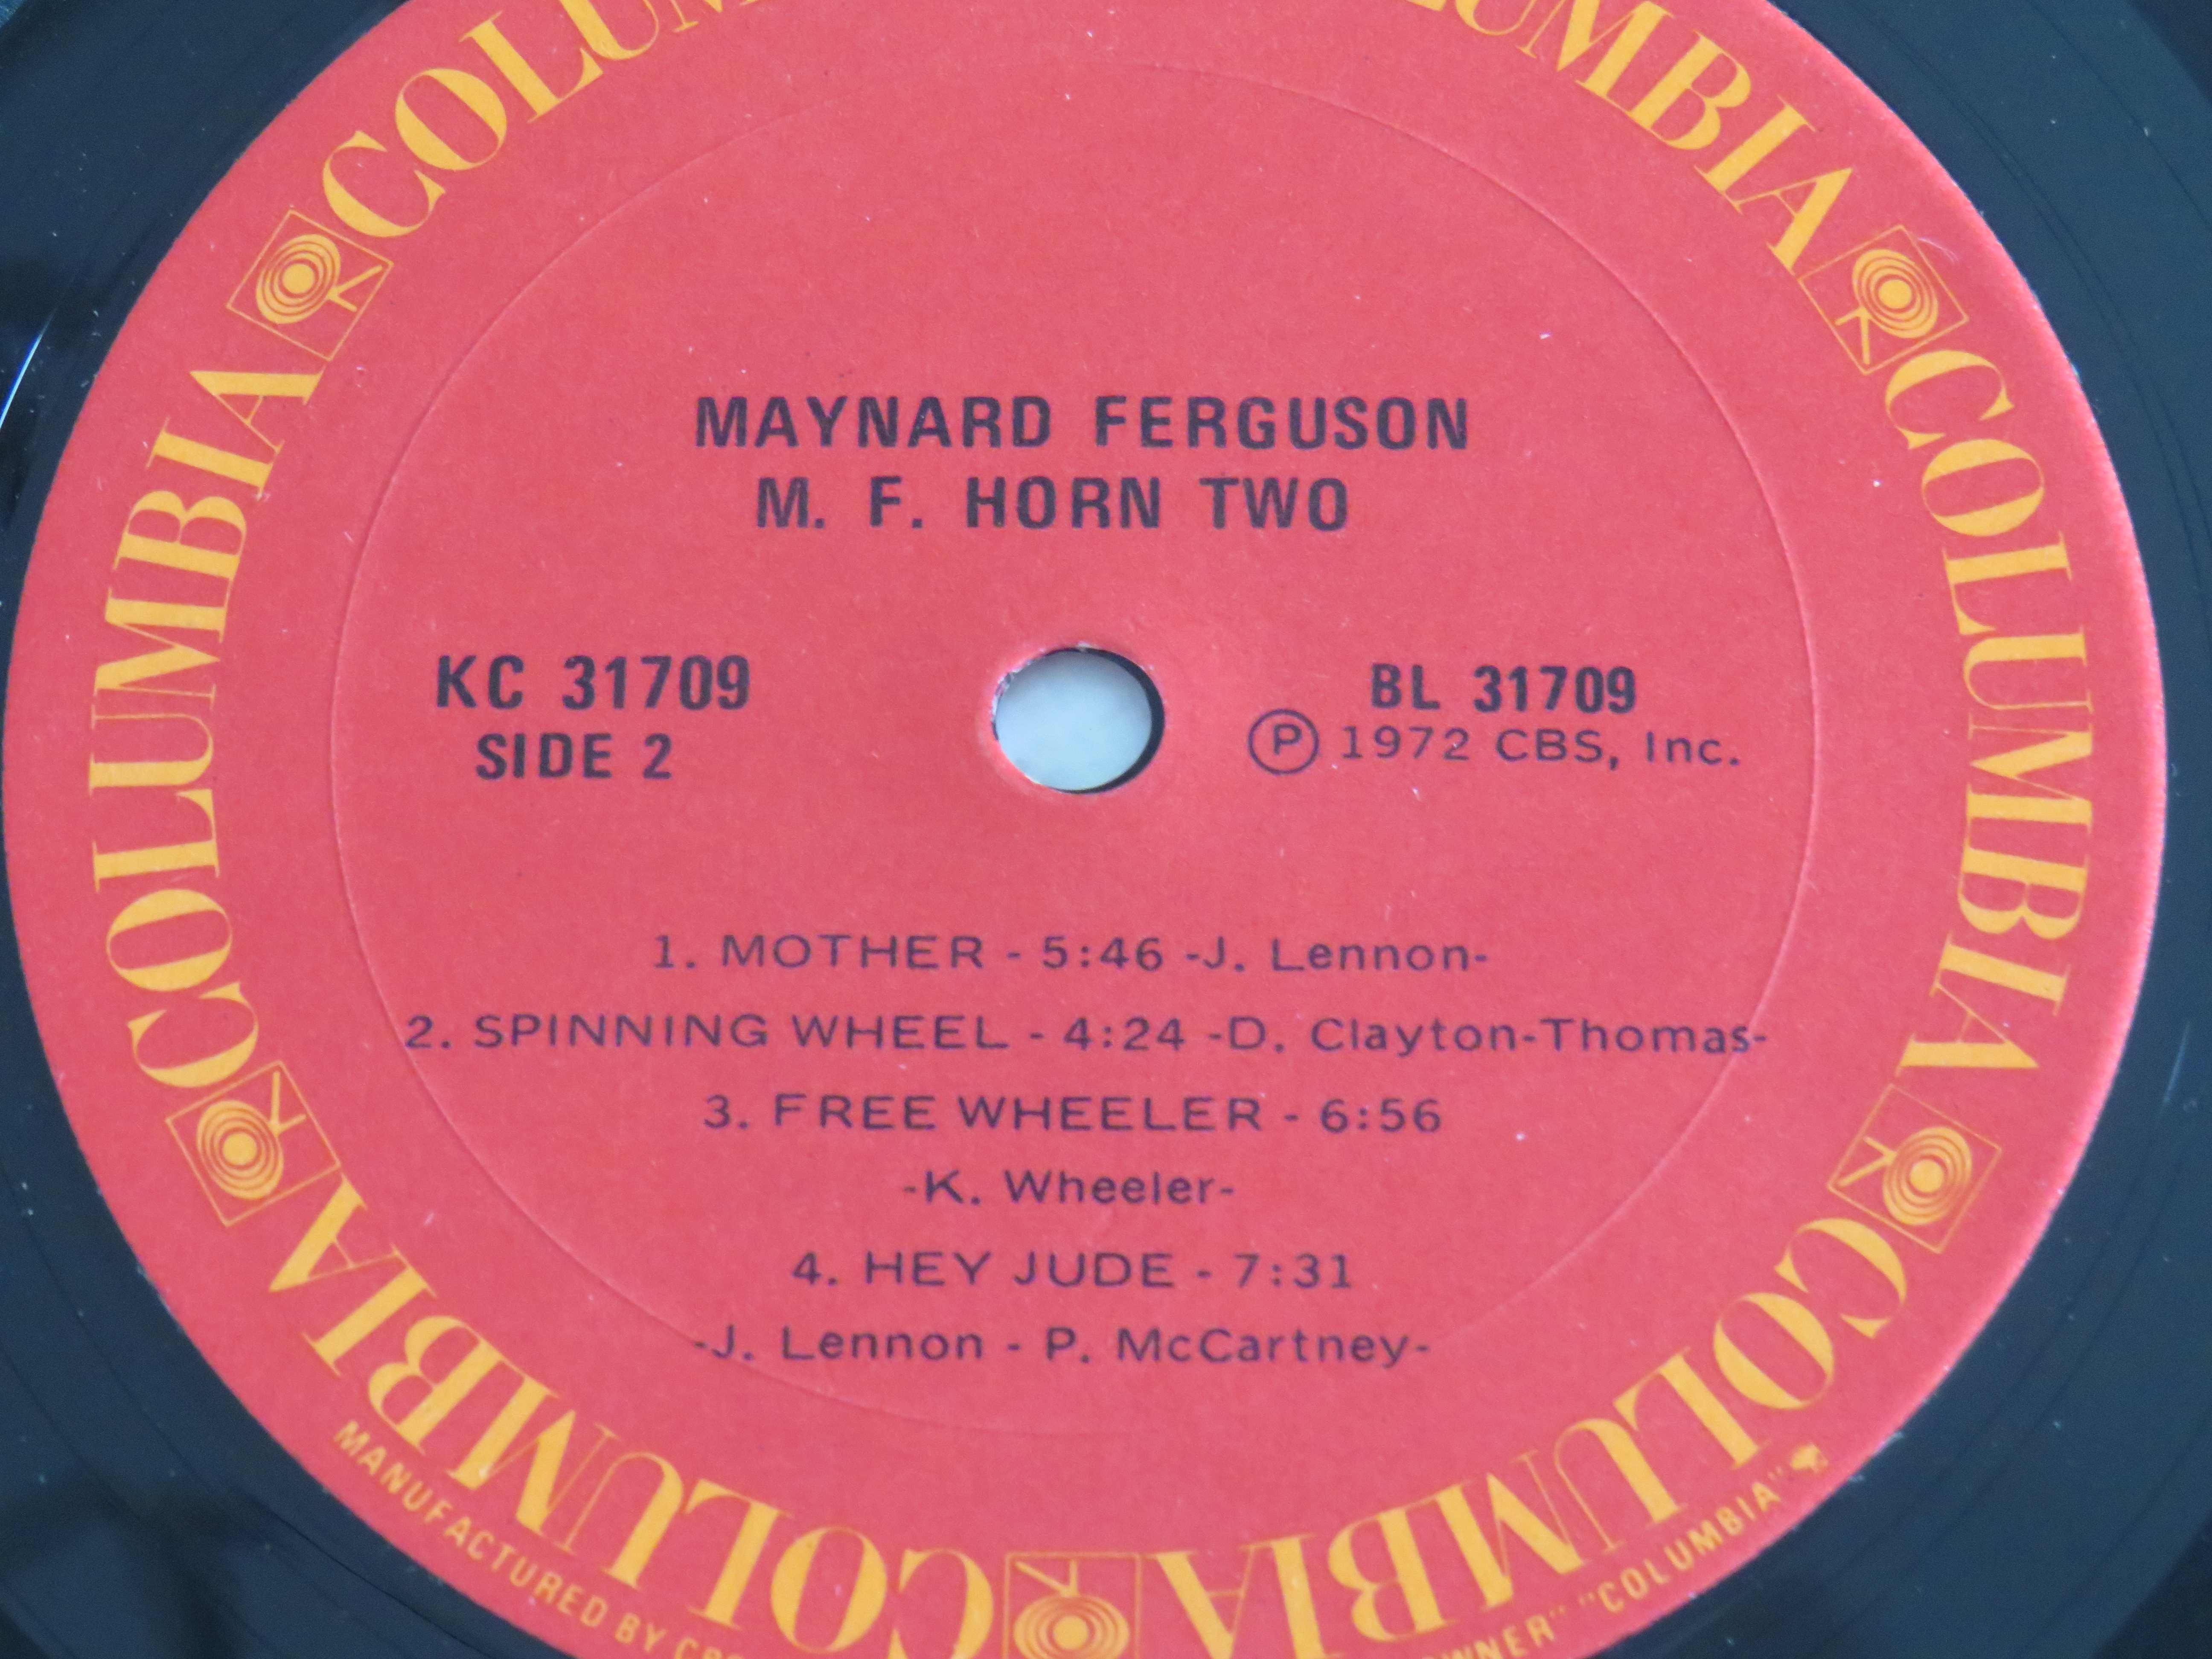 MAYNARD FERGUSON
M. F. HORN TWO
KC 31709
SIDE 2
BL 31709
Ⓟ 1972 CBS, Inc.
1. MOTHER - 5:46 -J. Lennon-
2. SPINNING WHEEL - 4:24 -D. Clayton-Thomas-
3. FREE WHEELER - 6:56
-K. Wheeler-
4. HEY JUDE - 7:31
-J. Lennon - P. McCartney-
COLUMBIA
COLUMBIA
COLUMBIA
COLUMBIA
COLUMBIA
COLUMBIA
MANUFACTURED BY
"COLUMBIA"